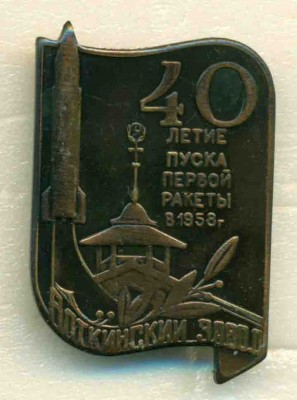 40
ЛЕТИЕ
ПУСКА
ПЕРВОЙ
РАКЕТЫ
В 1958 г
ВОТКИНСКИЙ ЗАВОД